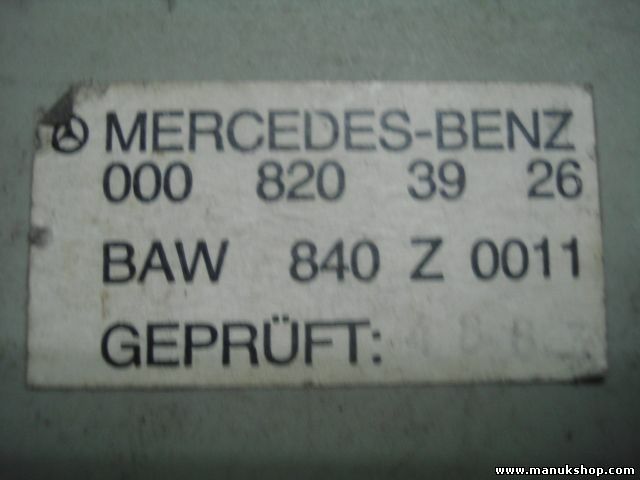 MERCEDES-BENZ
000 820 39 26
BAW 840 Z 0011
GEPRÜFT:
www.manukshop.com